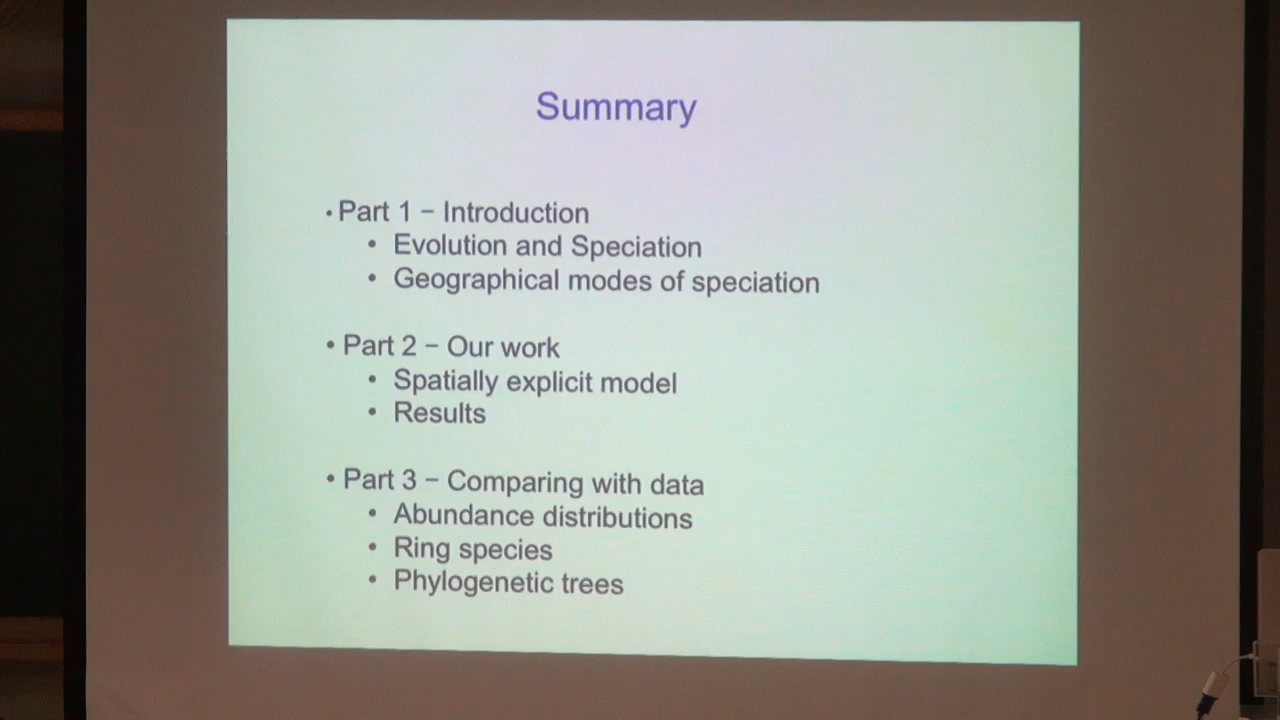 Summary
• Part 1 – Introduction
• Evolution and Speciation
• Geographical modes of speciation
• Part 2 – Our work
• Spatially explicit model
• Results
• Part 3 – Comparing with data
• Abundance distributions
• Ring species
• Phylogenetic trees